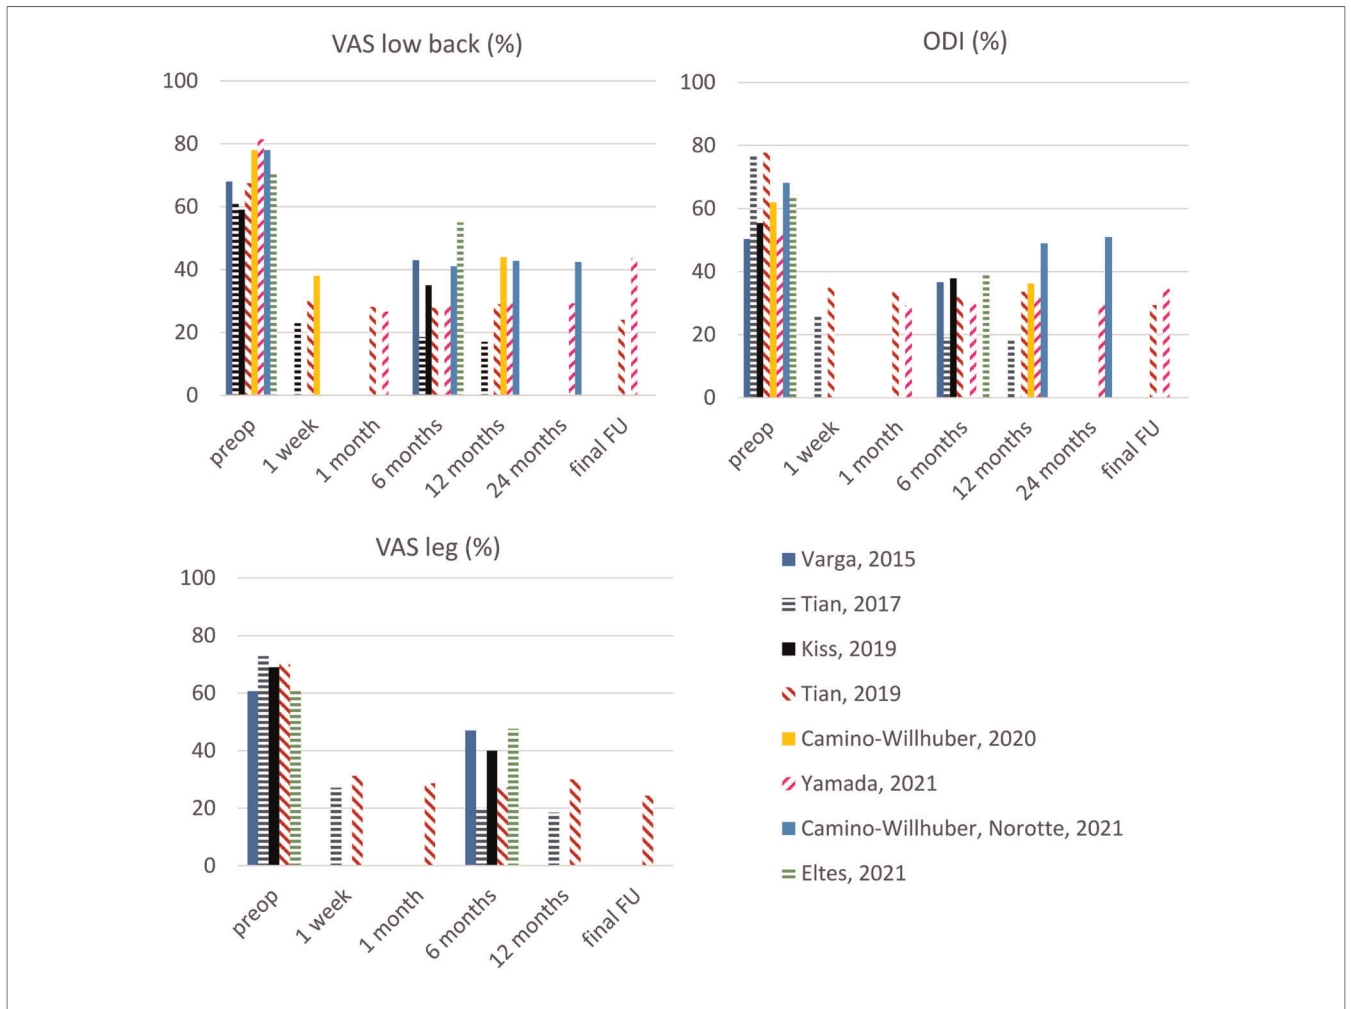 VAS low back (%)
100
80
60
40
20
0
preop
1 week
1 month
6 months
12 months
24 months
final FU
ODI (%)
100
80
60
40
20
0
preop
1 week
1 month
6 months
12 months
24 months
final FU
VAS leg (%)
100
80
60
40
20
0
preop
1 week
1 month
6 months
12 months
final FU
Varga, 2015
Tian, 2017
Kiss, 2019
Tian, 2019
Camino-Willhuber, 2020
Yamada, 2021
Camino-Willhuber, Norotte, 2021
Eltes, 2021